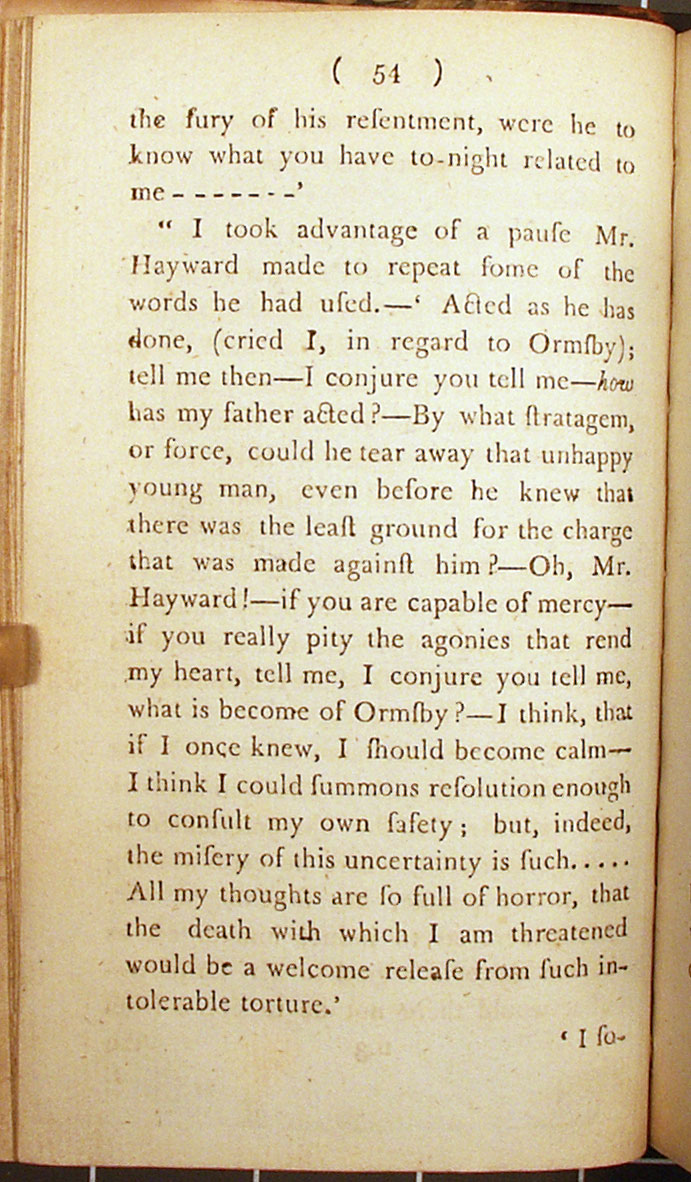 ( 54 )
the fury of his reſentment, were he to
know what you have to-night related to
me - - - - - - -’
“ I took advantage of a pauſe Mr.
Hayward made to repeat ſome of the
words he had uſed.—‘ Acted as he has
done, (cried I, in regard to Ormſby);
tell me then—I conjure you tell me—how
has my father acted?—By what ſtratagem,
or force, could he tear away that unhappy
young man, even before he knew that
there was the leaſt ground for the charge
that was made againſt him?—Oh, Mr.
Hayward!—if you are capable of mercy—
if you really pity the agonies that rend
my heart, tell me, I conjure you tell me,
what is become of Ormſby?—I think, that
if I once knew, I ſhould become calm—
I think I could ſummons reſolution enough
to conſult my own ſafety; but, indeed,
the miſery of this uncertainty is ſuch.....
All my thoughts are ſo full of horror, that
the death with which I am threatened
would be a welcome releaſe from ſuch in-
tolerable torture.’
‘ I ſo-